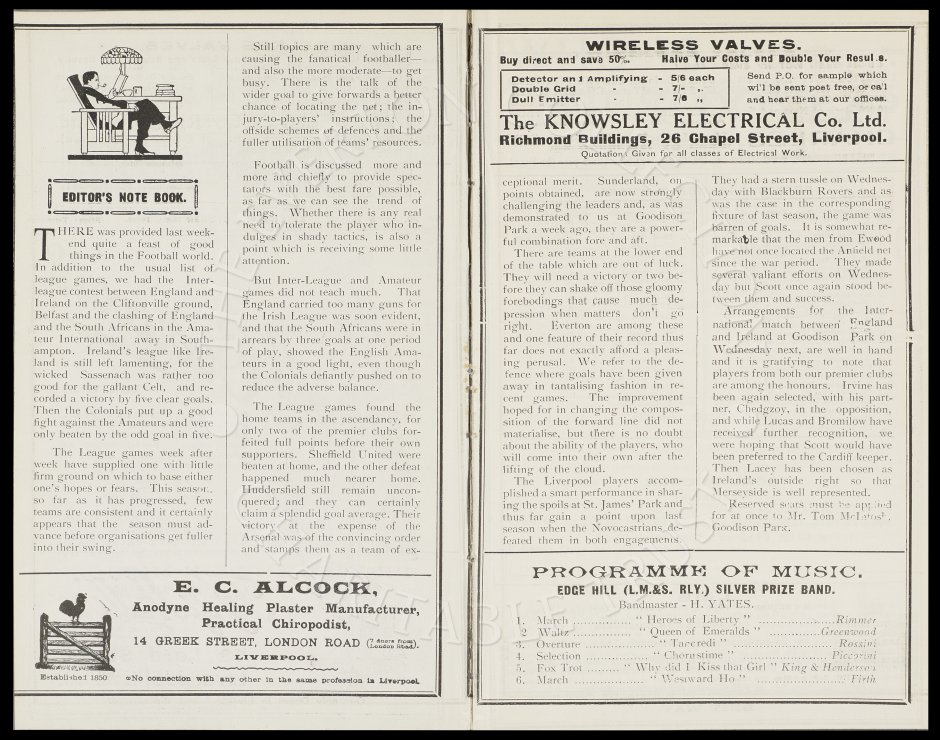 EDITOR'S NOTE BOOK.
THERE was provided last week-
end quite a feast of good
things in the Football world.
In addition to the usual list of
league games, we had the Inter-
league contest between England and
Ireland on the Cliftonville ground,
Belfast and the clashing of England
and the South Africans in the Ama-
teur International away in South-
ampton. Ireland's league like Ire-
land is still left lamenting, for the
wicked Sassenach was rather too
good for the gallant Celt, and re-
corded a victory by five clear goals.
Then the Colonials put up a good
fight against the Amateurs and were
only beaten by the odd goal in five.
The League games week after
week have supplied one with little
firm ground on which to base either
one's hopes or fears. This season,
so far as it has progressed, few
teams are consistent and it certainly
appears that the season must ad-
vance before organisations get fuller
into their swing.
Still topics are many which are
causing the fanatical footballer—
and also the more moderate—to get
busy. There is the talk of the
wider goal to give forwards a better
chance of locating the net; the in-
jury-to-players' instructions; the
offside schemes of defences and the
fuller utilisation of teams' resources.
Football is discussed more and
more and chiefly to provide spec-
tators with the best fare possible,
as far as we can see the trend of
things. Whether there is any real
need to tolerate the player who in-
dulges in shady tactics, is also a
point which is receiving some little
attention.
But Inter-League and Amateur
games did not teach much. That
England carried too many guns for
the Irish League was soon evident,
and that the South Africans were in
arrears by three goals at one period
of play, showed the English Ama-
teurs in a good light, even though
the Colonials defiantly pushed on to
reduce the adverse balance.
The League games found the
home teams in the ascendancy, for
only two of the premier clubs for-
feited full points before their own
supporters. Sheffield United were
beaten at home, and the other defeat
happened much nearer home.
Huddersfield still remain uncon-
quered; and they can certainly
claim a splendid goal average. Their
victory at the expense of the
Arsenal was of the convincing order
and stamps them as a team of ex-
E. C. ALCOCK,
Anodyne Healing Plaster Manufacturer,
Practical Chiropodist,
14 GREEK STREET, LONDON ROAD (7 doors from London Road).
LIVERPOOL.
Established 1850
No connection with any other in the same profession in Liverpool.
WIRELESS VALVES.
Buy direct and save 50%. Halve Your Costs and Double Your Results.
Detector and Amplifying - 5/6 each
Double Grid - - 7/- ,,
Dull Emitter - - 7/6 ,,
Send P.O. for sample which
will be sent post free, or call
and hear them at our offices.
The KNOWSLEY ELECTRICAL Co. Ltd.
Richmond Buildings, 26 Chapel Street, Liverpool.
Quotations Given for all classes of Electrical Work.
ceptional merit. Sunderland, on
points obtained, are now strongly
challenging the leaders and, as was
demonstrated to us at Goodison
Park a week ago, they are a power-
ful combination fore and aft.
There are teams at the lower end
of the table which are out of luck.
They will need a victory or two be-
fore they can shake off those gloomy
forebodings that cause much de-
pression when matters don't go
right. Everton are among these
and one feature of their record thus
far does not exactly afford a pleas-
ing perusal. We refer to the de-
fence where goals have been given
away in tantalising fashion in re-
cent games. The improvement
hoped for in changing the compos-
sition of the forward line did not
materialise, but there is no doubt
about the ability of the players, who
will come into their own after the
lifting of the cloud.
The Liverpool players accom-
plished a smart performance in shar-
ing the spoils at St. James' Park and
thus far gain a point upon last
season when the Novocastrians de-
feated them in both engagements.
They had a stern tussle on Wednes-
day with Blackburn Rovers and as
was the case in the corresponding
fixture of last season, the game was
barren of goals. It is somewhat re-
markable that the men from Ewood
have not once located the Anfield net
since the war period. They made
several valiant efforts on Wednes-
day but Scott once again stood be-
tween them and success.
Arrangements for the Inter-
national match between England
and Ireland at Goodison Park on
Wednesday next, are well in hand
and it is gratifying to note that
players from both our premier clubs
are among the honours. Irvine has
been again selected, with his part-
ner, Chedgzoy, in the opposition,
and while Lucas and Bromilow have
received further recognition, we
were hoping that Scott would have
been preferred to the Cardiff keeper.
Then Lacey has been chosen as
Ireland's outside right so that
Merseyside is well represented.
Reserved seats must be applied
for at once to Mr. Tom McIntosh,
Goodison Park.
PROGRAMME OF MUSIC.
EDGE HILL (L.M.&S. RLY.) SILVER PRIZE BAND.
Bandmaster - H. YATES.
1. March ............... " Heroes of Liberty " ............... Rimmer
2 Waltz ............... " Queen of Emeralds " ............... Greenwood
3. Overture ............... " Tancredi " ............... Rossini
4. Selection ............... " Chorustime " ............... Piccorini
5. Fox Trot ......... " Why did I Kiss that Girl " King & Henderson
6. March ............... " Westward Ho " ............... Firth